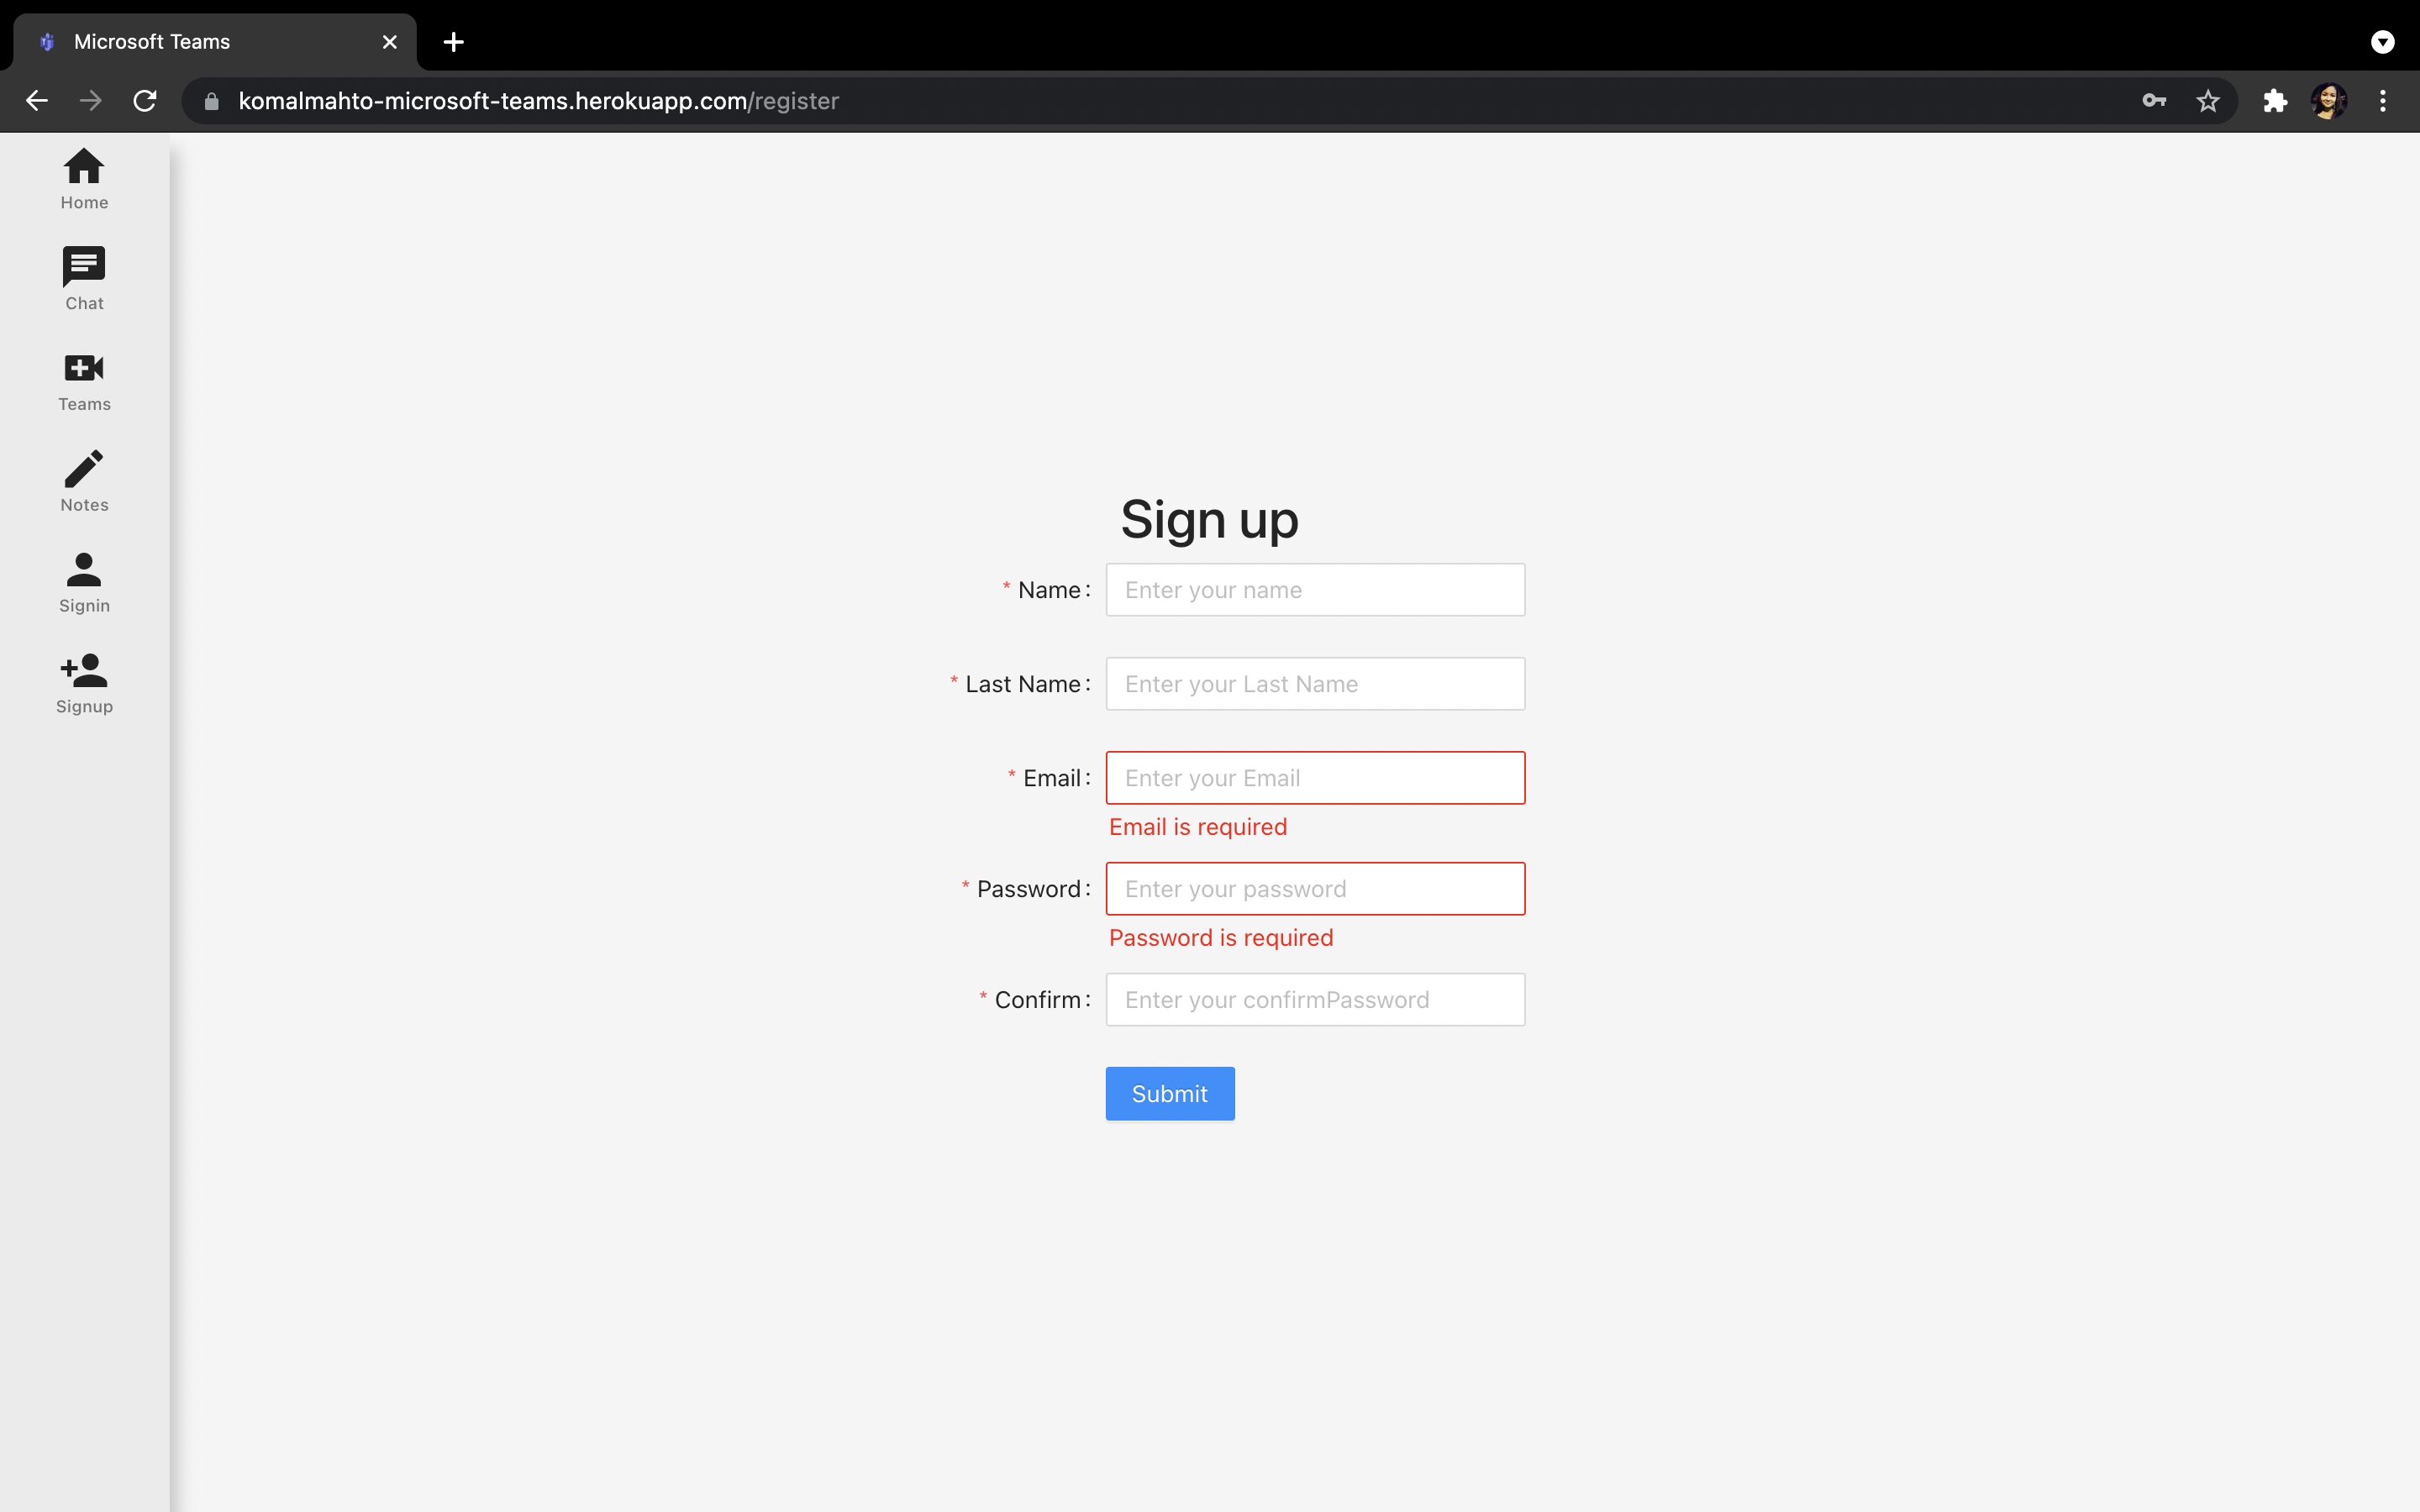 Microsoft Teams
komalmahto-microsoft-teams.herokuapp.com/register
Home
Chat
Teams
Notes
Signin
Signup
Sign up
* Name: Enter your name
* Last Name: Enter your Last Name
* Email: Enter your Email
Email is required
* Password: Enter your password
Password is required
* Confirm: Enter your confirmPassword
Submit